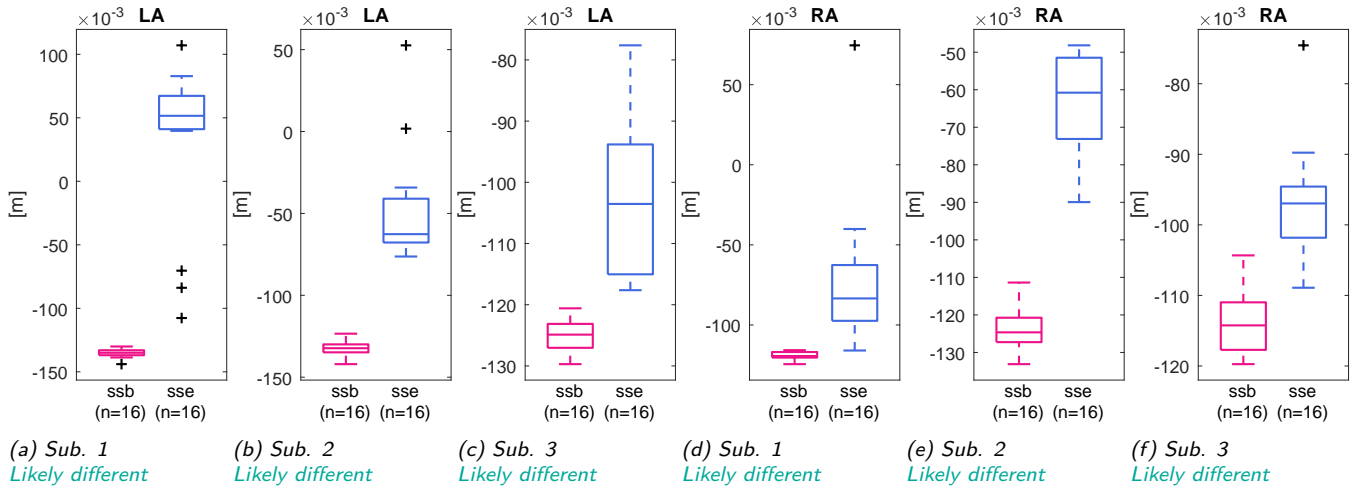 ×10⁻³ LA
100
50
0
-50
-100
-150
[m]
ssb sse
(n=16) (n=16)
(a) Sub. 1
Likely different
×10⁻³ LA
50
0
-50
-100
-150
[m]
ssb sse
(n=16) (n=16)
(b) Sub. 2
Likely different
×10⁻³ LA
-80
-90
-100
-110
-120
-130
[m]
ssb sse
(n=16) (n=16)
(c) Sub. 3
Likely different
×10⁻³ RA
50
0
-50
-100
[m]
ssb sse
(n=16) (n=16)
(d) Sub. 1
Likely different
×10⁻³ RA
-50
-60
-70
-80
-90
-100
-110
-120
-130
[m]
ssb sse
(n=16) (n=16)
(e) Sub. 2
Likely different
×10⁻³ RA
-80
-90
-100
-110
-120
[m]
ssb sse
(n=16) (n=16)
(f) Sub. 3
Likely different